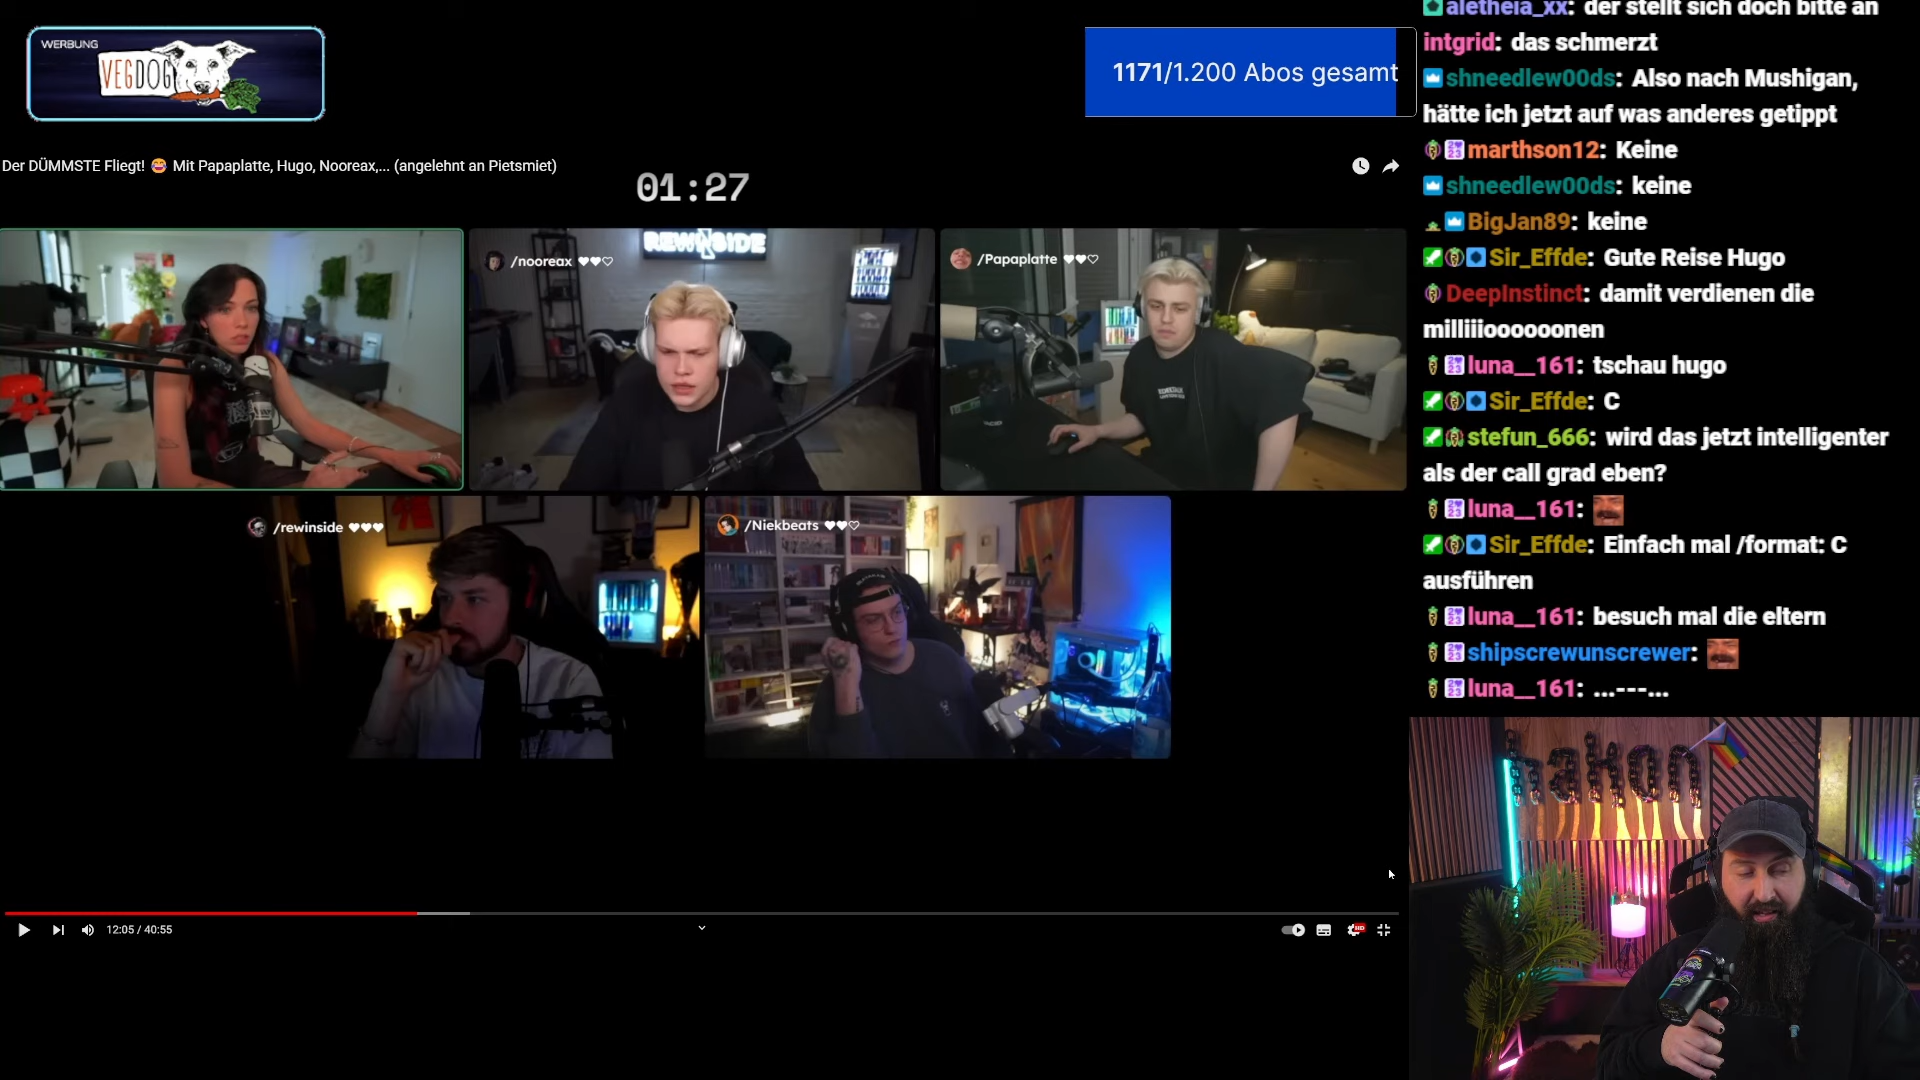 WERBUNG
VEGDOG
1171/1.200 Abos gesamt
Der DÜMMSTE Fliegt! 😂 Mit Papaplatte, Hugo, Nooreax,... (angelehnt an Pietsmiet)
01:27
REWINSIDE
/nooreax ♥♥♡
/Papaplatte ♥♥♡
/rewinside ♥♥♥
/Niekbeats ♥♥♡
12:05 / 40:55
HD
aletheia_xx: der stellt sich doch bitte an
intgrid: das schmerzt
shneedlew00ds: Also nach Mushigan,
hätte ich jetzt auf was anderes getippt
marthson12: Keine
shneedlew00ds: keine
BigJan89: keine
Sir_Effde: Gute Reise Hugo
DeepInstinct: damit verdienen die
milliiioooooonen
luna__161: tschau hugo
Sir_Effde: C
stefun_666: wird das jetzt intelligenter
als der call grad eben?
luna__161:
Sir_Effde: Einfach mal /format: C
ausführen
luna__161: besuch mal die eltern
shipscrewunscrewer:
luna__161: ...---...
makon